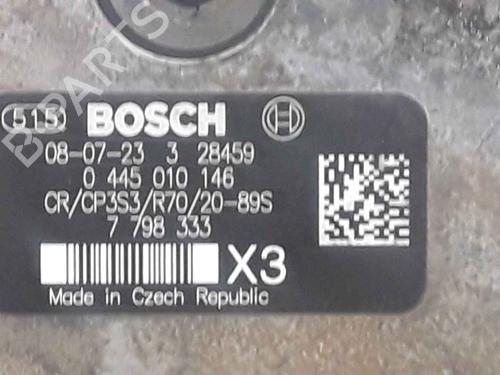 B-PARTS
515 BOSCH
08-07-23 3 28459
0 445 010 146
CR/CP3S3/R70/20-89S
7 798 333
X3
Made in Czech Republic